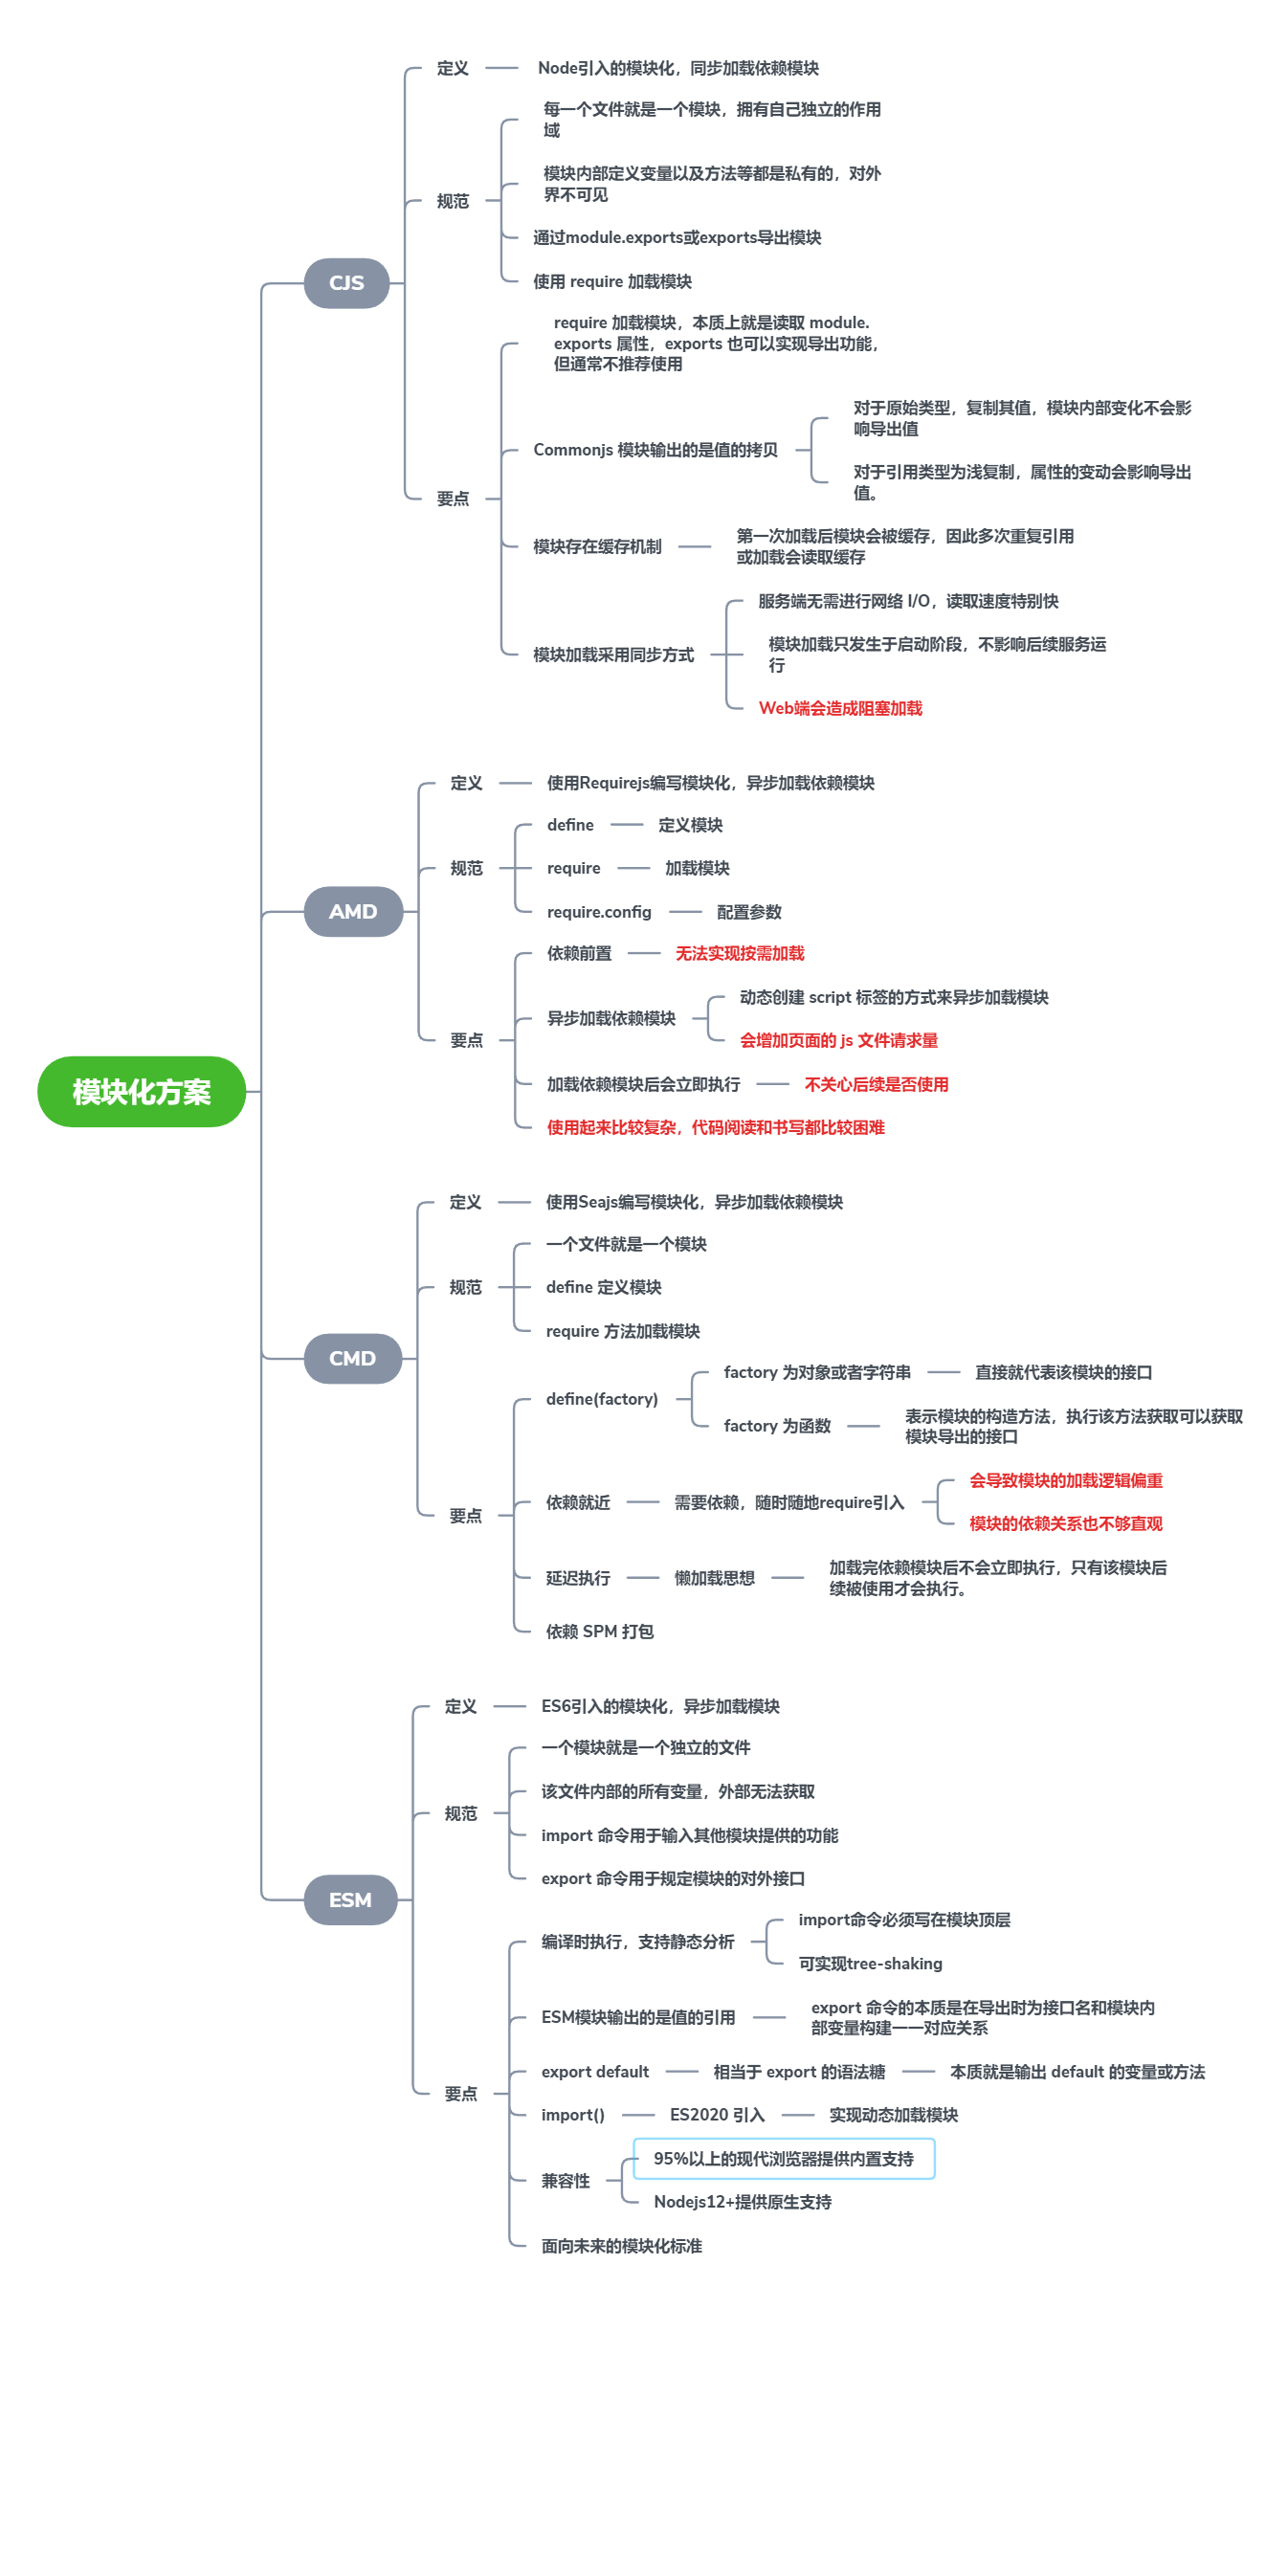 模块化方案
CJS
定义
Node引入的模块化，同步加载依赖模块
规范
每一个文件就是一个模块，拥有自己独立的作用
域
模块内部定义变量以及方法等都是私有的，对外
界不可见
通过module.exports或exports导出模块
使用 require 加载模块
要点
require 加载模块，本质上就是读取 module.
exports 属性，exports 也可以实现导出功能，
但通常不推荐使用
Commonjs 模块输出的是值的拷贝
对于原始类型，复制其值，模块内部变化不会影
响导出值
对于引用类型为浅复制，属性的变动会影响导出
值。
模块存在缓存机制
第一次加载后模块会被缓存，因此多次重复引用
或加载会读取缓存
模块加载采用同步方式
服务端无需进行网络 I/O，读取速度特别快
模块加载只发生于启动阶段，不影响后续服务运
行
Web端会造成阻塞加载
AMD
定义
使用Requirejs编写模块化，异步加载依赖模块
规范
define
定义模块
require
加载模块
require.config
配置参数
要点
依赖前置
无法实现按需加载
异步加载依赖模块
动态创建 script 标签的方式来异步加载模块
会增加页面的 js 文件请求量
加载依赖模块后会立即执行
不关心后续是否使用
使用起来比较复杂，代码阅读和书写都比较困难
CMD
定义
使用Seajs编写模块化，异步加载依赖模块
规范
一个文件就是一个模块
define 定义模块
require 方法加载模块
要点
define(factory)
factory 为对象或者字符串
直接就代表该模块的接口
factory 为函数
表示模块的构造方法，执行该方法获取可以获取
模块导出的接口
依赖就近
需要依赖，随时随地require引入
会导致模块的加载逻辑偏重
模块的依赖关系也不够直观
延迟执行
懒加载思想
加载完依赖模块后不会立即执行，只有该模块后
续被使用才会执行。
依赖 SPM 打包
ESM
定义
ES6引入的模块化，异步加载模块
规范
一个模块就是一个独立的文件
该文件内部的所有变量，外部无法获取
import 命令用于输入其他模块提供的功能
export 命令用于规定模块的对外接口
要点
编译时执行，支持静态分析
import命令必须写在模块顶层
可实现tree-shaking
ESM模块输出的是值的引用
export 命令的本质是在导出时为接口名和模块内
部变量构建一一对应关系
export default
相当于 export 的语法糖
本质就是输出 default 的变量或方法
import()
ES2020 引入
实现动态加载模块
兼容性
95%以上的现代浏览器提供内置支持
Nodejs12+提供原生支持
面向未来的模块化标准